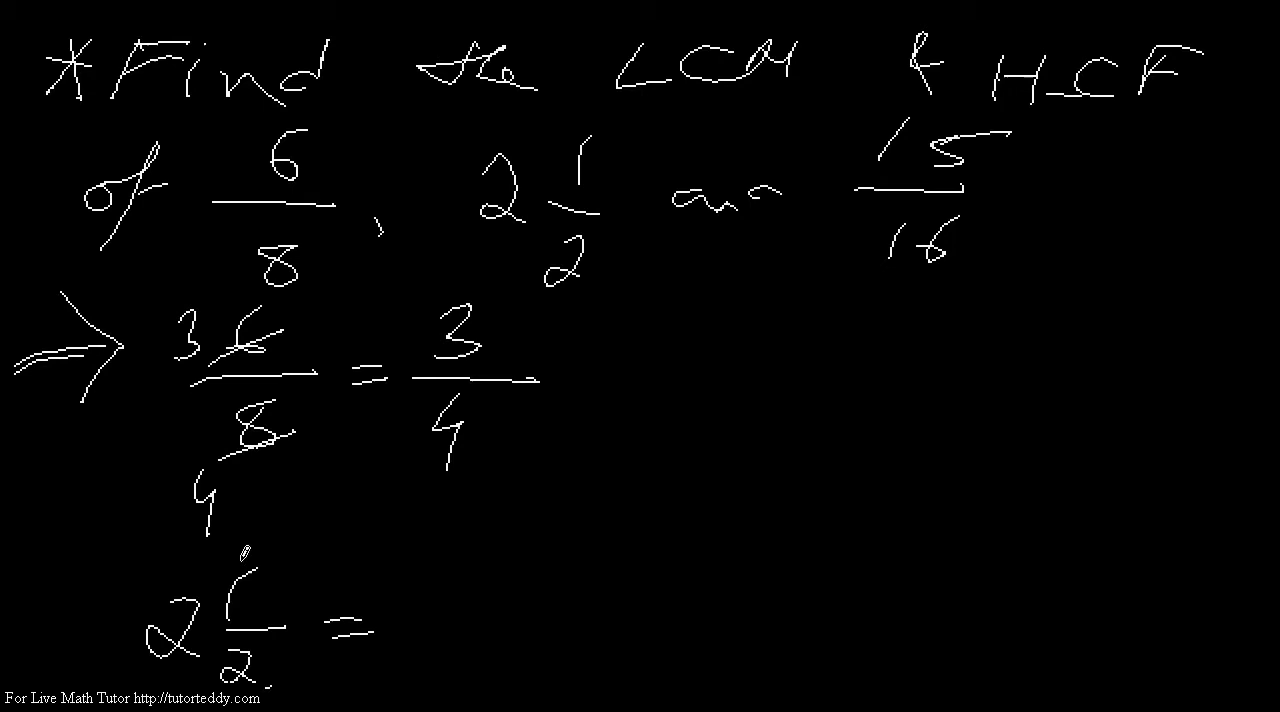 * Find the LCM & HCF
of 6/8, 2 1/2 and 15/16
⇒ 3 6/8 4 = 3/4
2 1/2 =
For Live Math Tutor http://tutorteddy.com